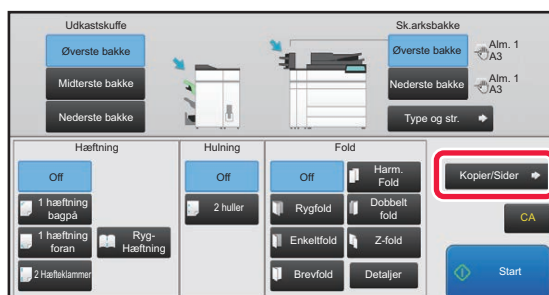 Udkastskuffe
Sk.arksbakke
Øverste bakke
Midterste bakke
Nederste bakke
Øverste bakke
Alm. 1
A3
Nederste bakke
Alm. 1
A3
Type og str.
Hæftning
Off
1 hæftning
bagpå
1 hæftning
foran
2 Hæfteklammer
Ryg-
Hæftning
Hulning
Off
2 huller
Fold
Off
Rygfold
Enkeltfold
Brevfold
Harm.
Fold
Dobbelt
fold
Z-fold
Detaljer
Kopier/Sider
CA
Start